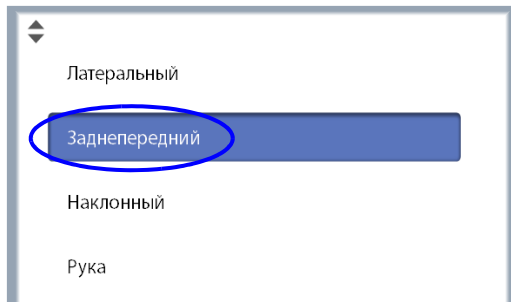 Латеральный
Заднепередний
Наклонный
Рука